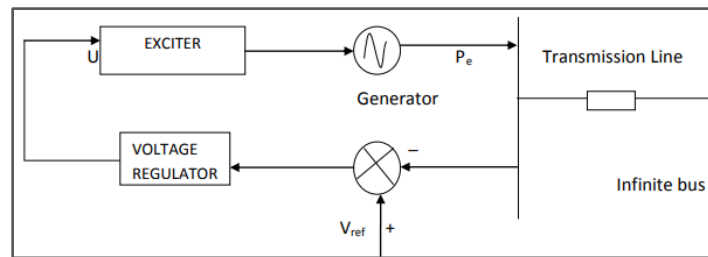 EXCITER
U
Pe
Transmission Line
Generator
VOLTAGE
REGULATOR
−
Infinite bus
Vref +